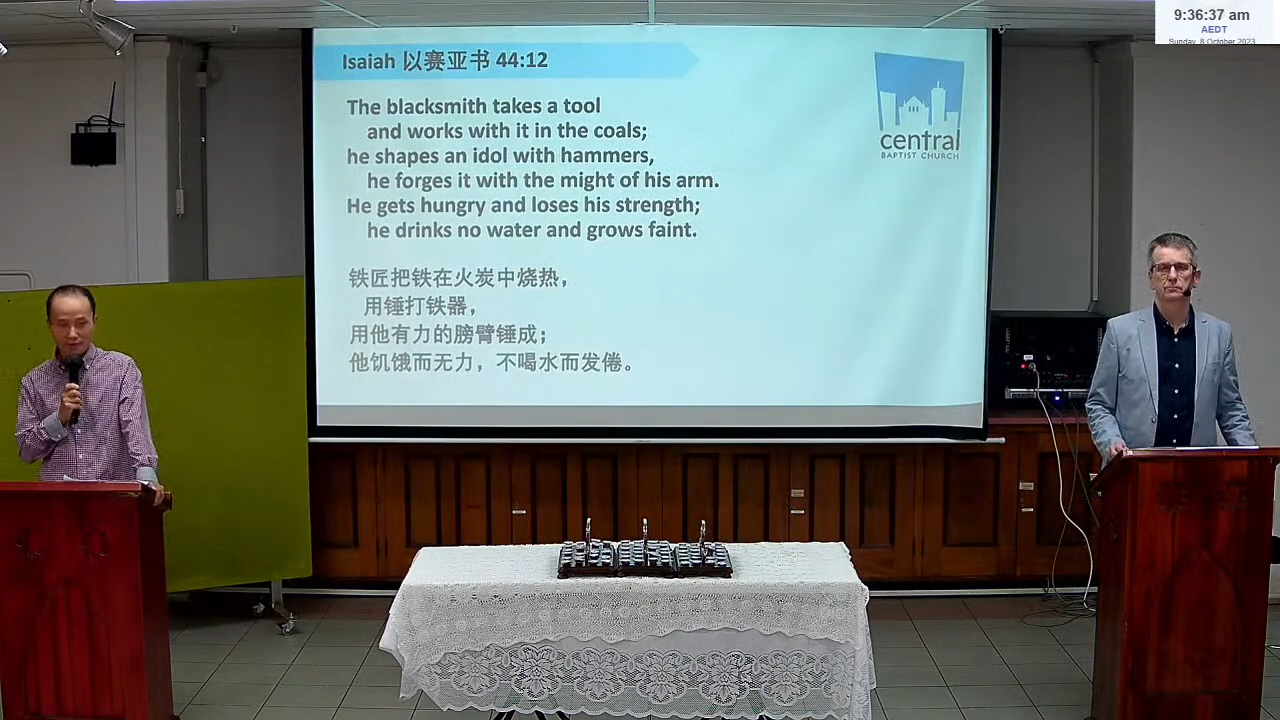 9:36:37 am
AEDT
Sunday, 8 October 2023
Isaiah 以赛亚书 44:12
The blacksmith takes a tool
and works with it in the coals;
he shapes an idol with hammers,
he forges it with the might of his arm.
He gets hungry and loses his strength;
he drinks no water and grows faint.
铁匠把铁在火炭中烧热，
用锤打铁器，
用他有力的膀臂锤成；
他饥饿而无力，不喝水而发倦。
central
BAPTIST CHURCH